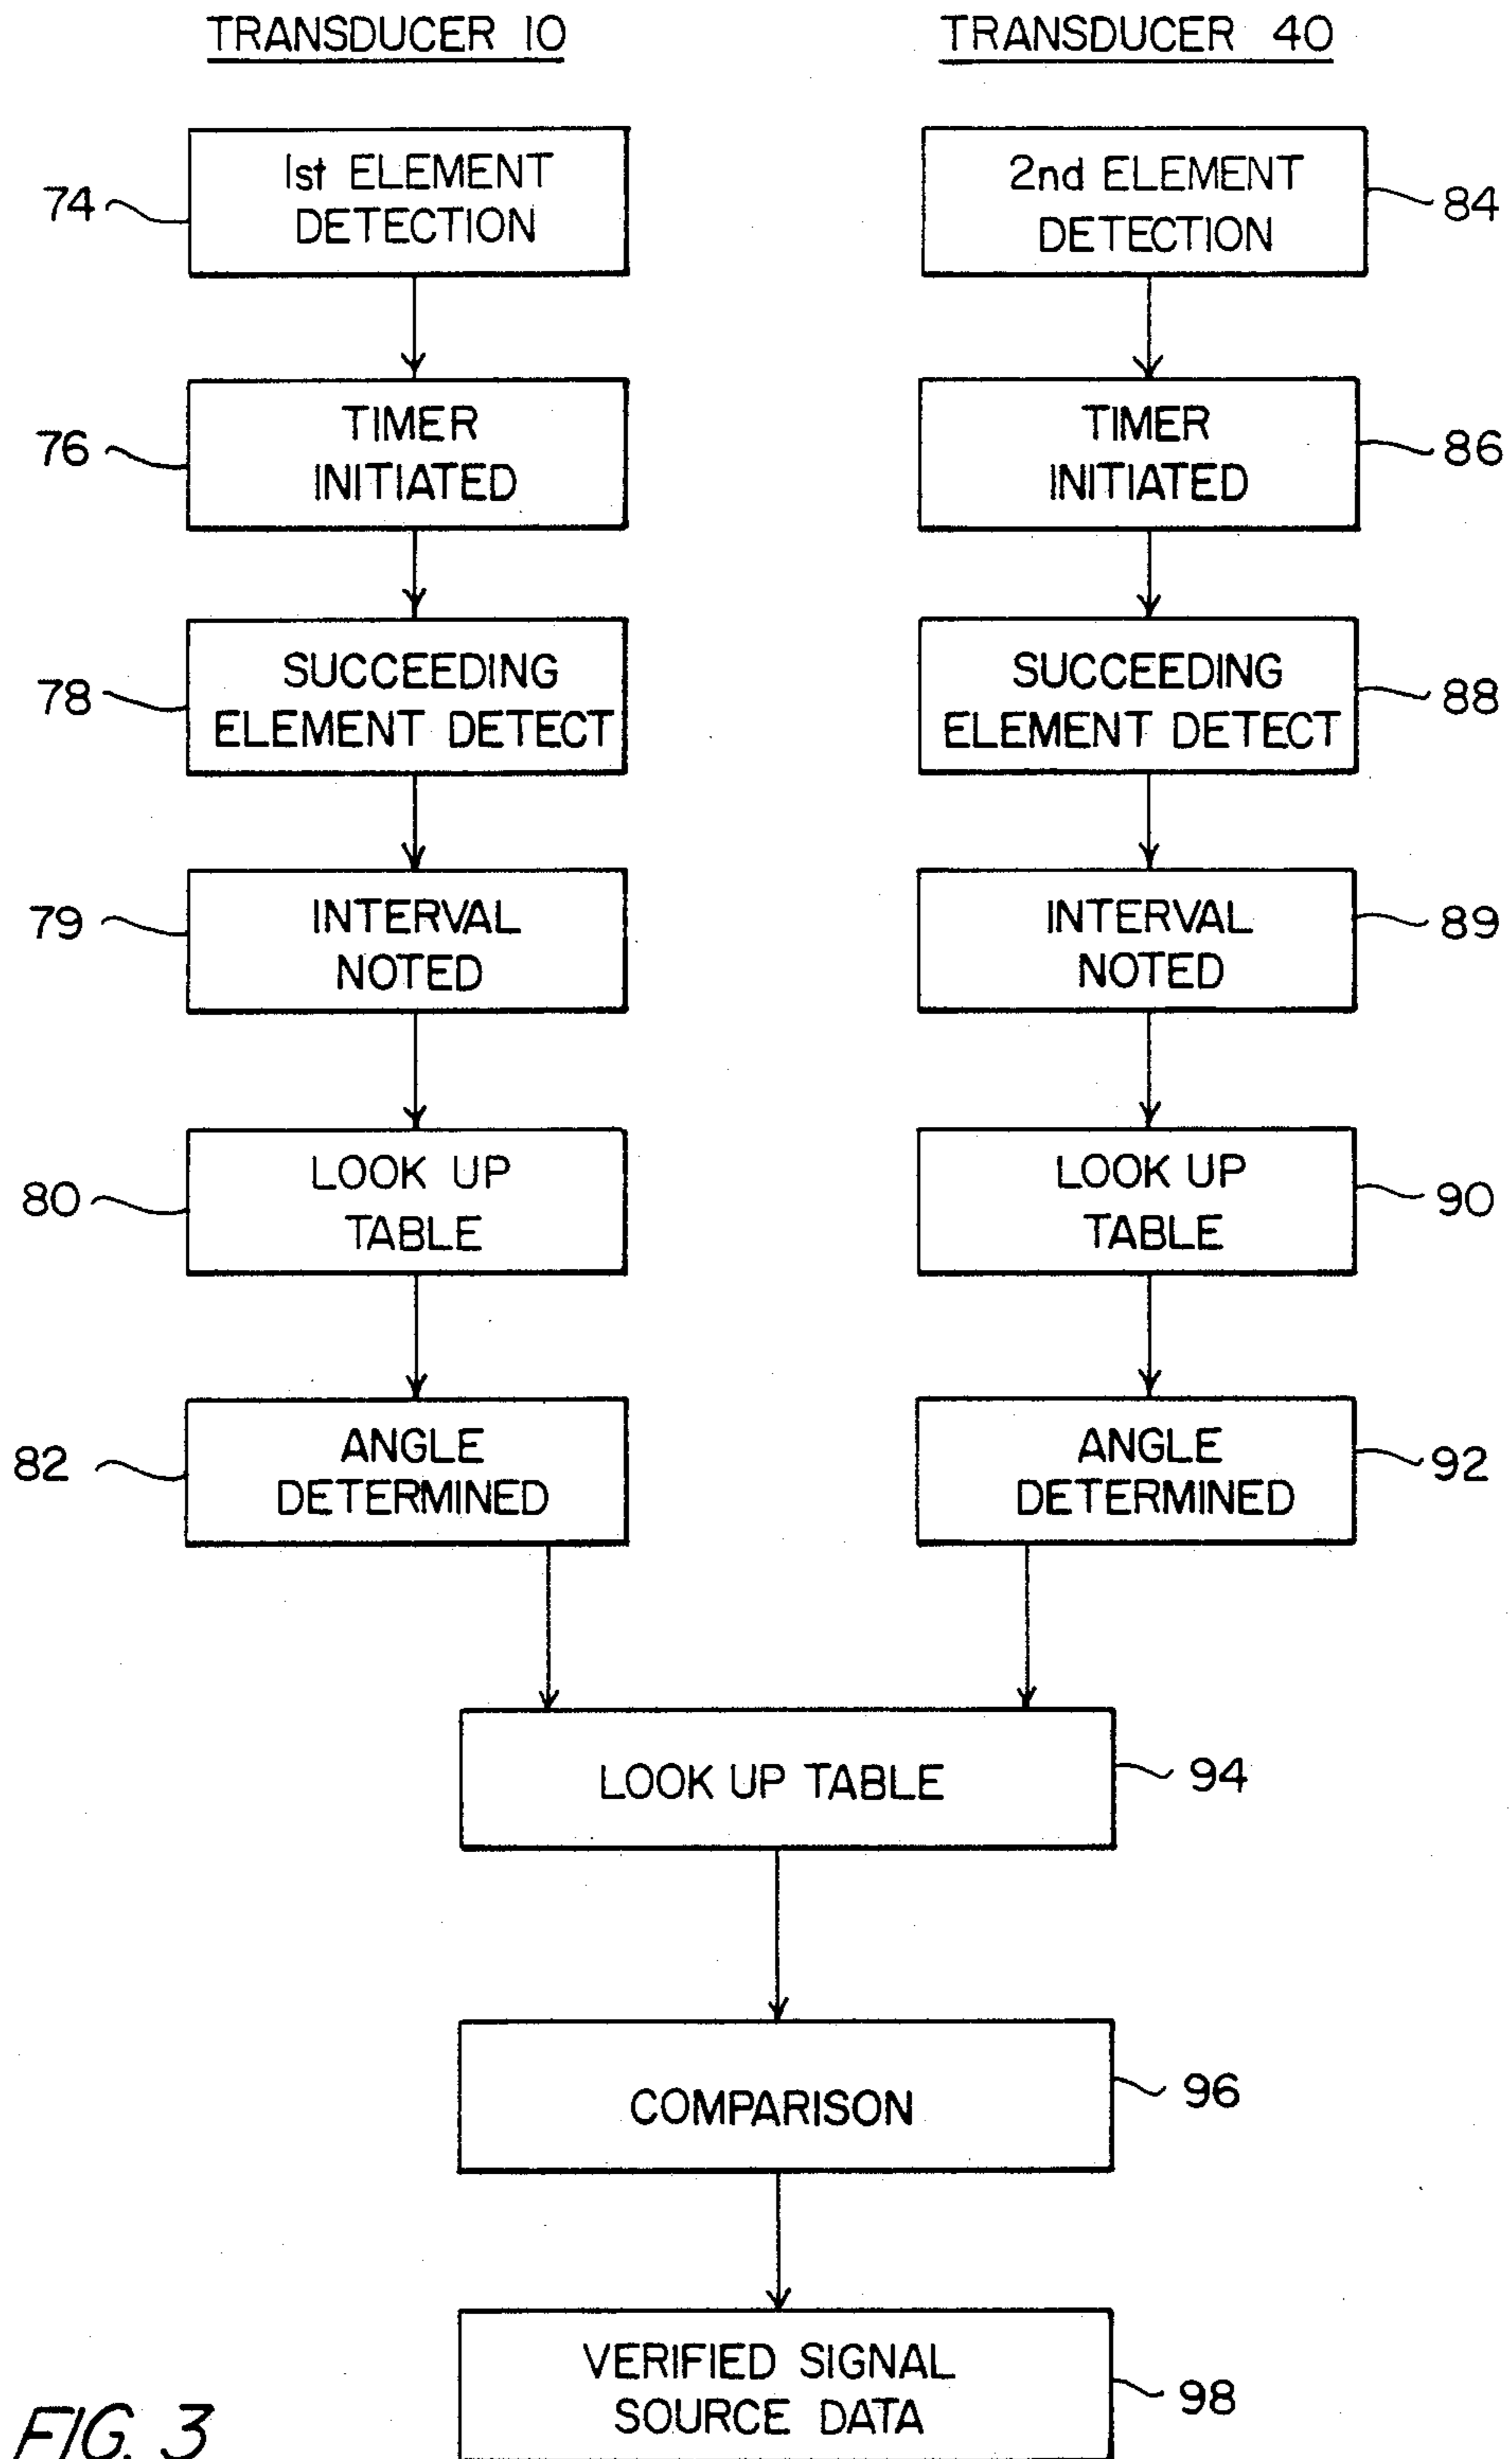 TRANSDUCER 10
TRANSDUCER 40
74
1st ELEMENT
DETECTION
2nd ELEMENT
DETECTION
84
76
TIMER
INITIATED
TIMER
INITIATED
86
78
SUCCEEDING
ELEMENT DETECT
SUCCEEDING
ELEMENT DETECT
88
79
INTERVAL
NOTED
INTERVAL
NOTED
89
80
LOOK UP
TABLE
LOOK UP
TABLE
90
82
ANGLE
DETERMINED
ANGLE
DETERMINED
92
LOOK UP TABLE
94
COMPARISON
96
VERIFIED SIGNAL
SOURCE DATA
98
FIG. 3